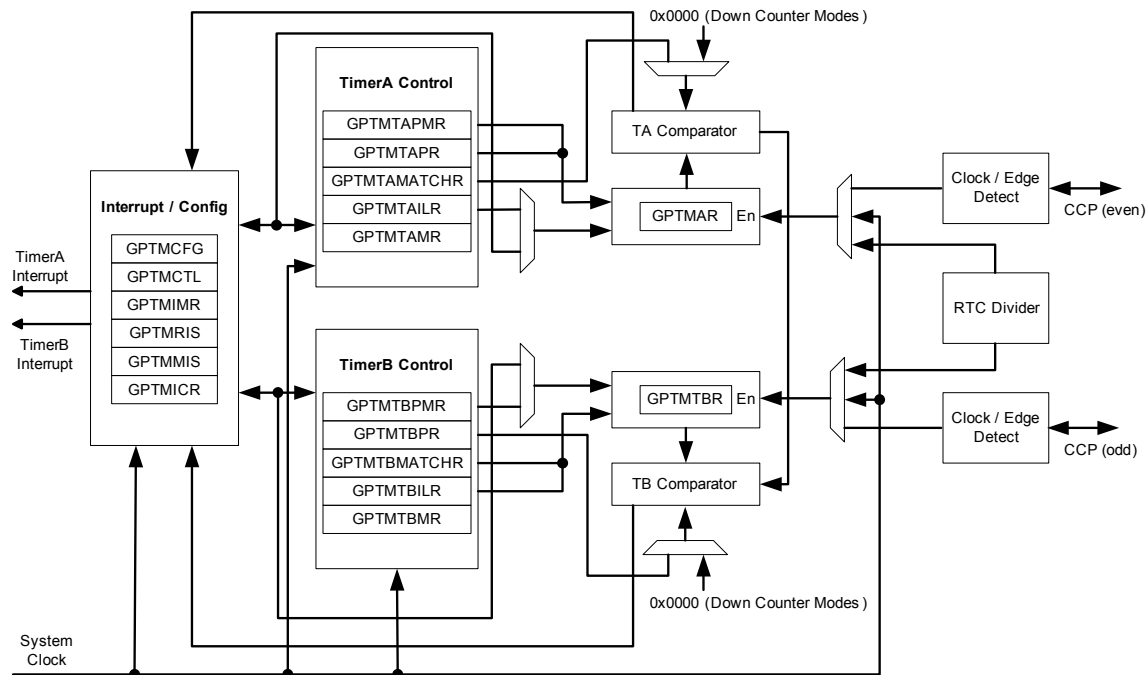 0x0000 (Down Counter Modes)
TimerA Control
GPTMTAPMR
GPTMTAPR
GPTMTAMATCHR
GPTMTAILR
GPTMTAMR
TA Comparator
GPTMAR
En
Clock / Edge
Detect
CCP (even)
Interrupt / Config
GPTMCFG
GPTMCTL
GPTMIMR
GPTMRIS
GPTMMIS
GPTMICR
TimerA
Interrupt
TimerB
Interrupt
RTC Divider
TimerB Control
GPTMTBPMR
GPTMTBPR
GPTMTBMATCHR
GPTMTBILR
GPTMTBMR
GPTMTBR
En
TB Comparator
Clock / Edge
Detect
CCP (odd)
0x0000 (Down Counter Modes)
System
Clock